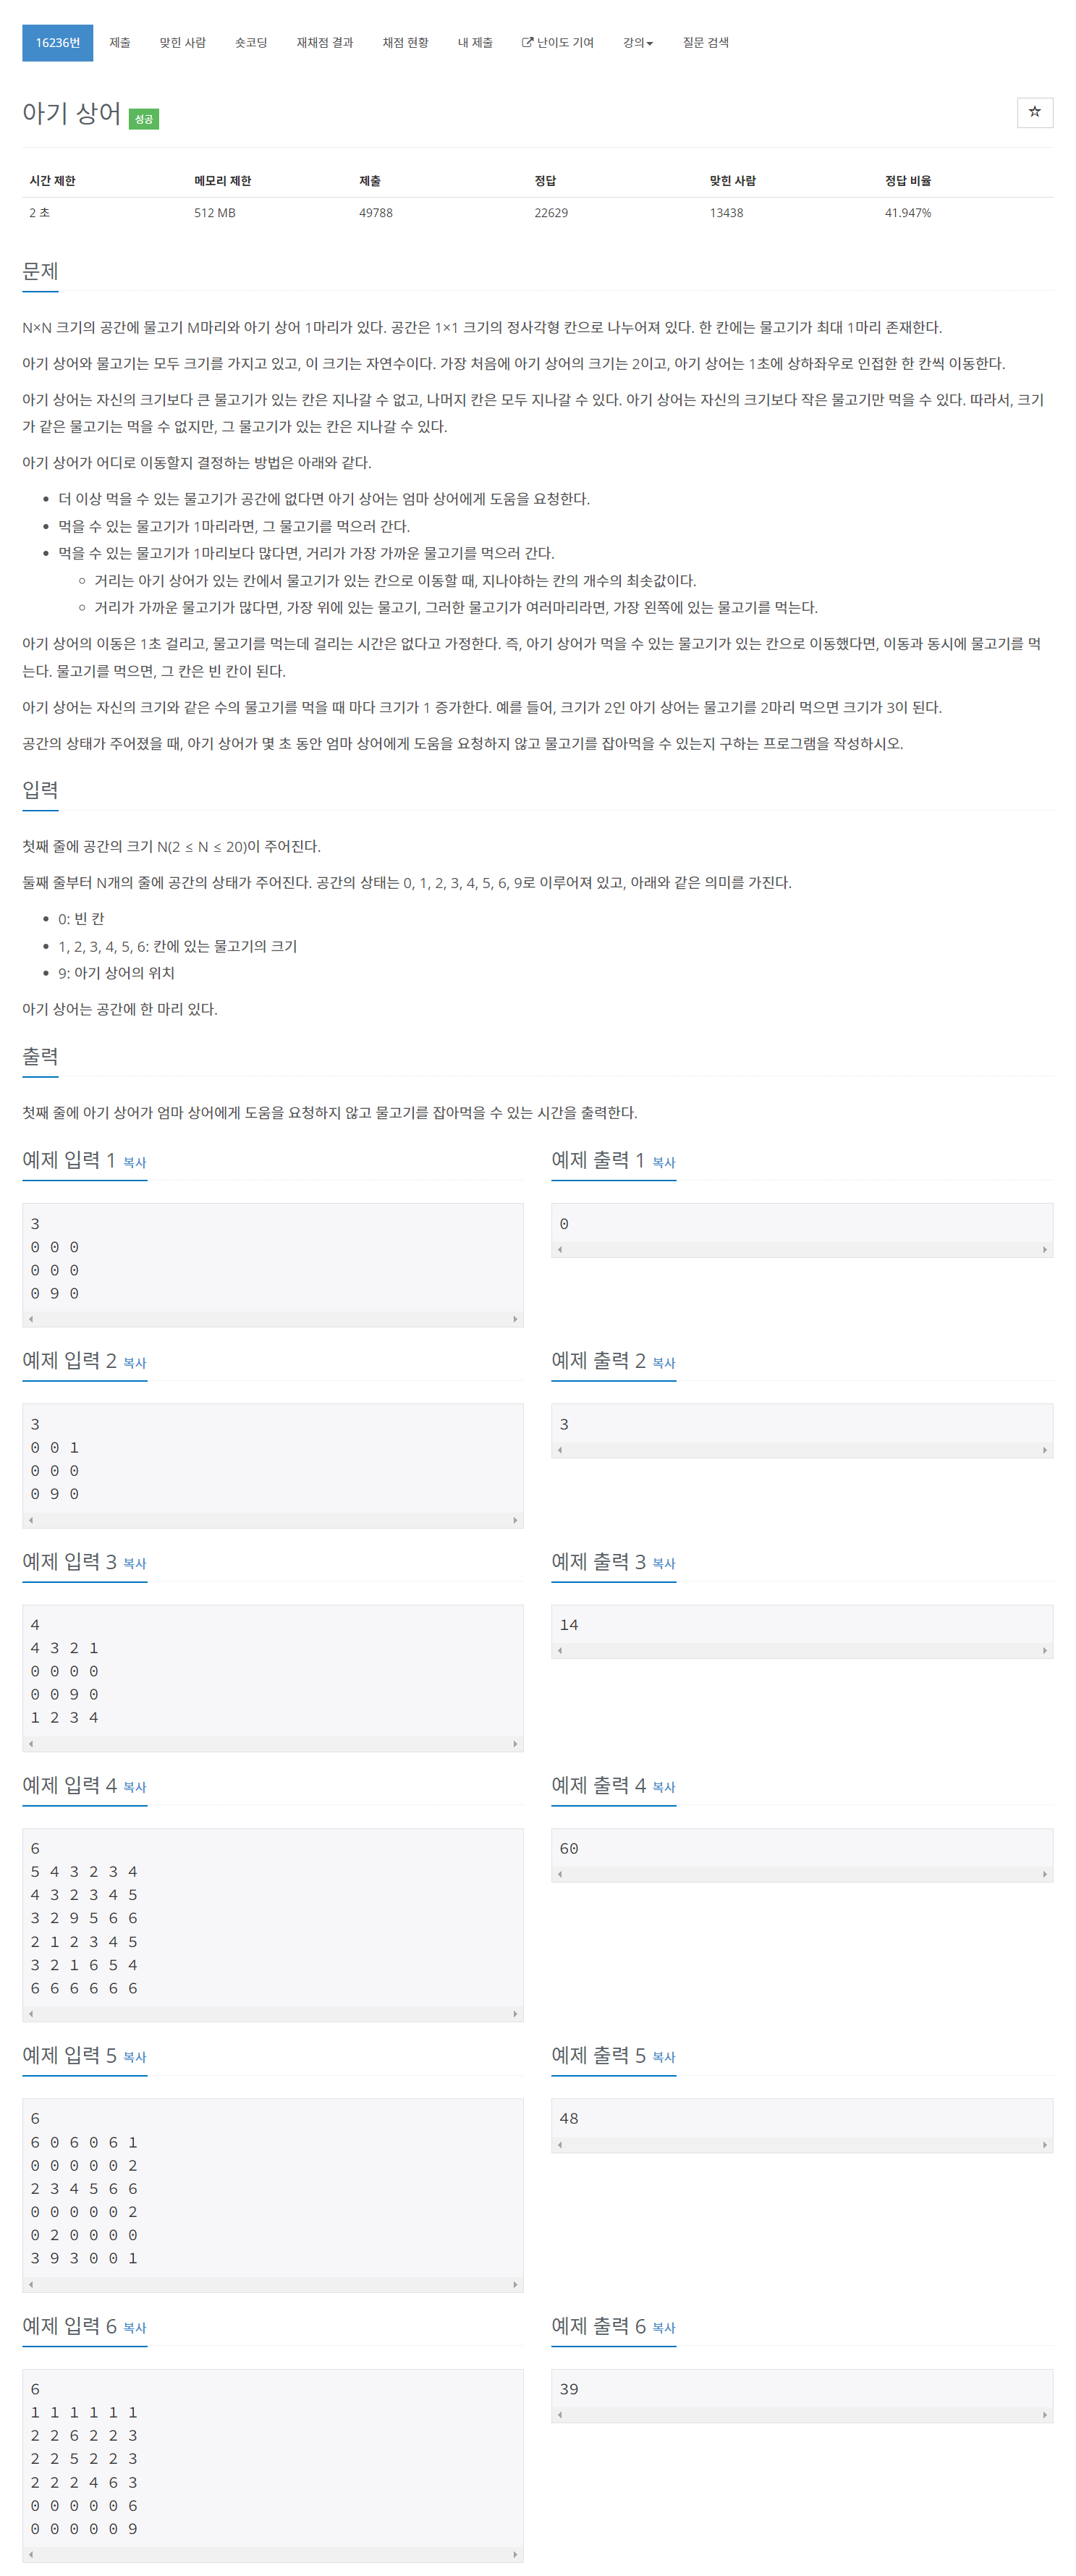 16236번 제출 맞힌 사람 숏코딩 재채점 결과 채점 현황 내 제출 난이도 기여 강의 질문 검색
아기 상어 성공
시간 제한 메모리 제한 제출 정답 맞힌 사람 정답 비율
2 초 512 MB 49788 22629 13438 41.947%
문제
N×N 크기의 공간에 물고기 M마리와 아기 상어 1마리가 있다. 공간은 1×1 크기의 정사각형 칸으로 나누어져 있다. 한 칸에는 물고기가 최대 1마리 존재한다.
아기 상어와 물고기는 모두 크기를 가지고 있고, 이 크기는 자연수이다. 가장 처음에 아기 상어의 크기는 2이고, 아기 상어는 1초에 상하좌우로 인접한 한 칸씩 이동한다.
아기 상어는 자신의 크기보다 큰 물고기가 있는 칸은 지나갈 수 없고, 나머지 칸은 모두 지나갈 수 있다. 아기 상어는 자신의 크기보다 작은 물고기만 먹을 수 있다. 따라서, 크기
가 같은 물고기는 먹을 수 없지만, 그 물고기가 있는 칸은 지나갈 수 있다.
아기 상어가 어디로 이동할지 결정하는 방법은 아래와 같다.
• 더 이상 먹을 수 있는 물고기가 공간에 없다면 아기 상어는 엄마 상어에게 도움을 요청한다.
• 먹을 수 있는 물고기가 1마리라면, 그 물고기를 먹으러 간다.
• 먹을 수 있는 물고기가 1마리보다 많다면, 거리가 가장 가까운 물고기를 먹으러 간다.
◦ 거리는 아기 상어가 있는 칸에서 물고기가 있는 칸으로 이동할 때, 지나야하는 칸의 개수의 최솟값이다.
◦ 거리가 가까운 물고기가 많다면, 가장 위에 있는 물고기, 그러한 물고기가 여러마리라면, 가장 왼쪽에 있는 물고기를 먹는다.
아기 상어의 이동은 1초 걸리고, 물고기를 먹는데 걸리는 시간은 없다고 가정한다. 즉, 아기 상어가 먹을 수 있는 물고기가 있는 칸으로 이동했다면, 이동과 동시에 물고기를 먹
는다. 물고기를 먹으면, 그 칸은 빈 칸이 된다.
아기 상어는 자신의 크기와 같은 수의 물고기를 먹을 때 마다 크기가 1 증가한다. 예를 들어, 크기가 2인 아기 상어는 물고기를 2마리 먹으면 크기가 3이 된다.
공간의 상태가 주어졌을 때, 아기 상어가 몇 초 동안 엄마 상어에게 도움을 요청하지 않고 물고기를 잡아먹을 수 있는지 구하는 프로그램을 작성하시오.
입력
첫째 줄에 공간의 크기 N(2 ≤ N ≤ 20)이 주어진다.
둘째 줄부터 N개의 줄에 공간의 상태가 주어진다. 공간의 상태는 0, 1, 2, 3, 4, 5, 6, 9로 이루어져 있고, 아래와 같은 의미를 가진다.
• 0: 빈 칸
• 1, 2, 3, 4, 5, 6: 칸에 있는 물고기의 크기
• 9: 아기 상어의 위치
아기 상어는 공간에 한 마리 있다.
출력
첫째 줄에 아기 상어가 엄마 상어에게 도움을 요청하지 않고 물고기를 잡아먹을 수 있는 시간을 출력한다.
예제 입력 1 복사
3
0 0 0
0 0 0
0 9 0
예제 출력 1 복사
0
예제 입력 2 복사
3
0 0 1
0 0 0
0 9 0
예제 출력 2 복사
3
예제 입력 3 복사
4
4 3 2 1
0 0 0 0
0 0 9 0
1 2 3 4
예제 출력 3 복사
14
예제 입력 4 복사
6
5 4 3 2 3 4
4 3 2 3 4 5
3 2 9 5 6 6
2 1 2 3 4 5
3 2 1 6 5 4
6 6 6 6 6 6
예제 출력 4 복사
60
예제 입력 5 복사
6
6 0 6 0 6 1
0 0 0 0 0 2
2 3 4 5 6 6
0 0 0 0 0 2
0 2 0 0 0 0
3 9 3 0 0 1
예제 출력 5 복사
48
예제 입력 6 복사
6
1 1 1 1 1 1
2 2 6 2 2 3
2 2 5 2 2 3
2 2 2 4 6 3
0 0 0 0 0 6
0 0 0 0 0 9
예제 출력 6 복사
39